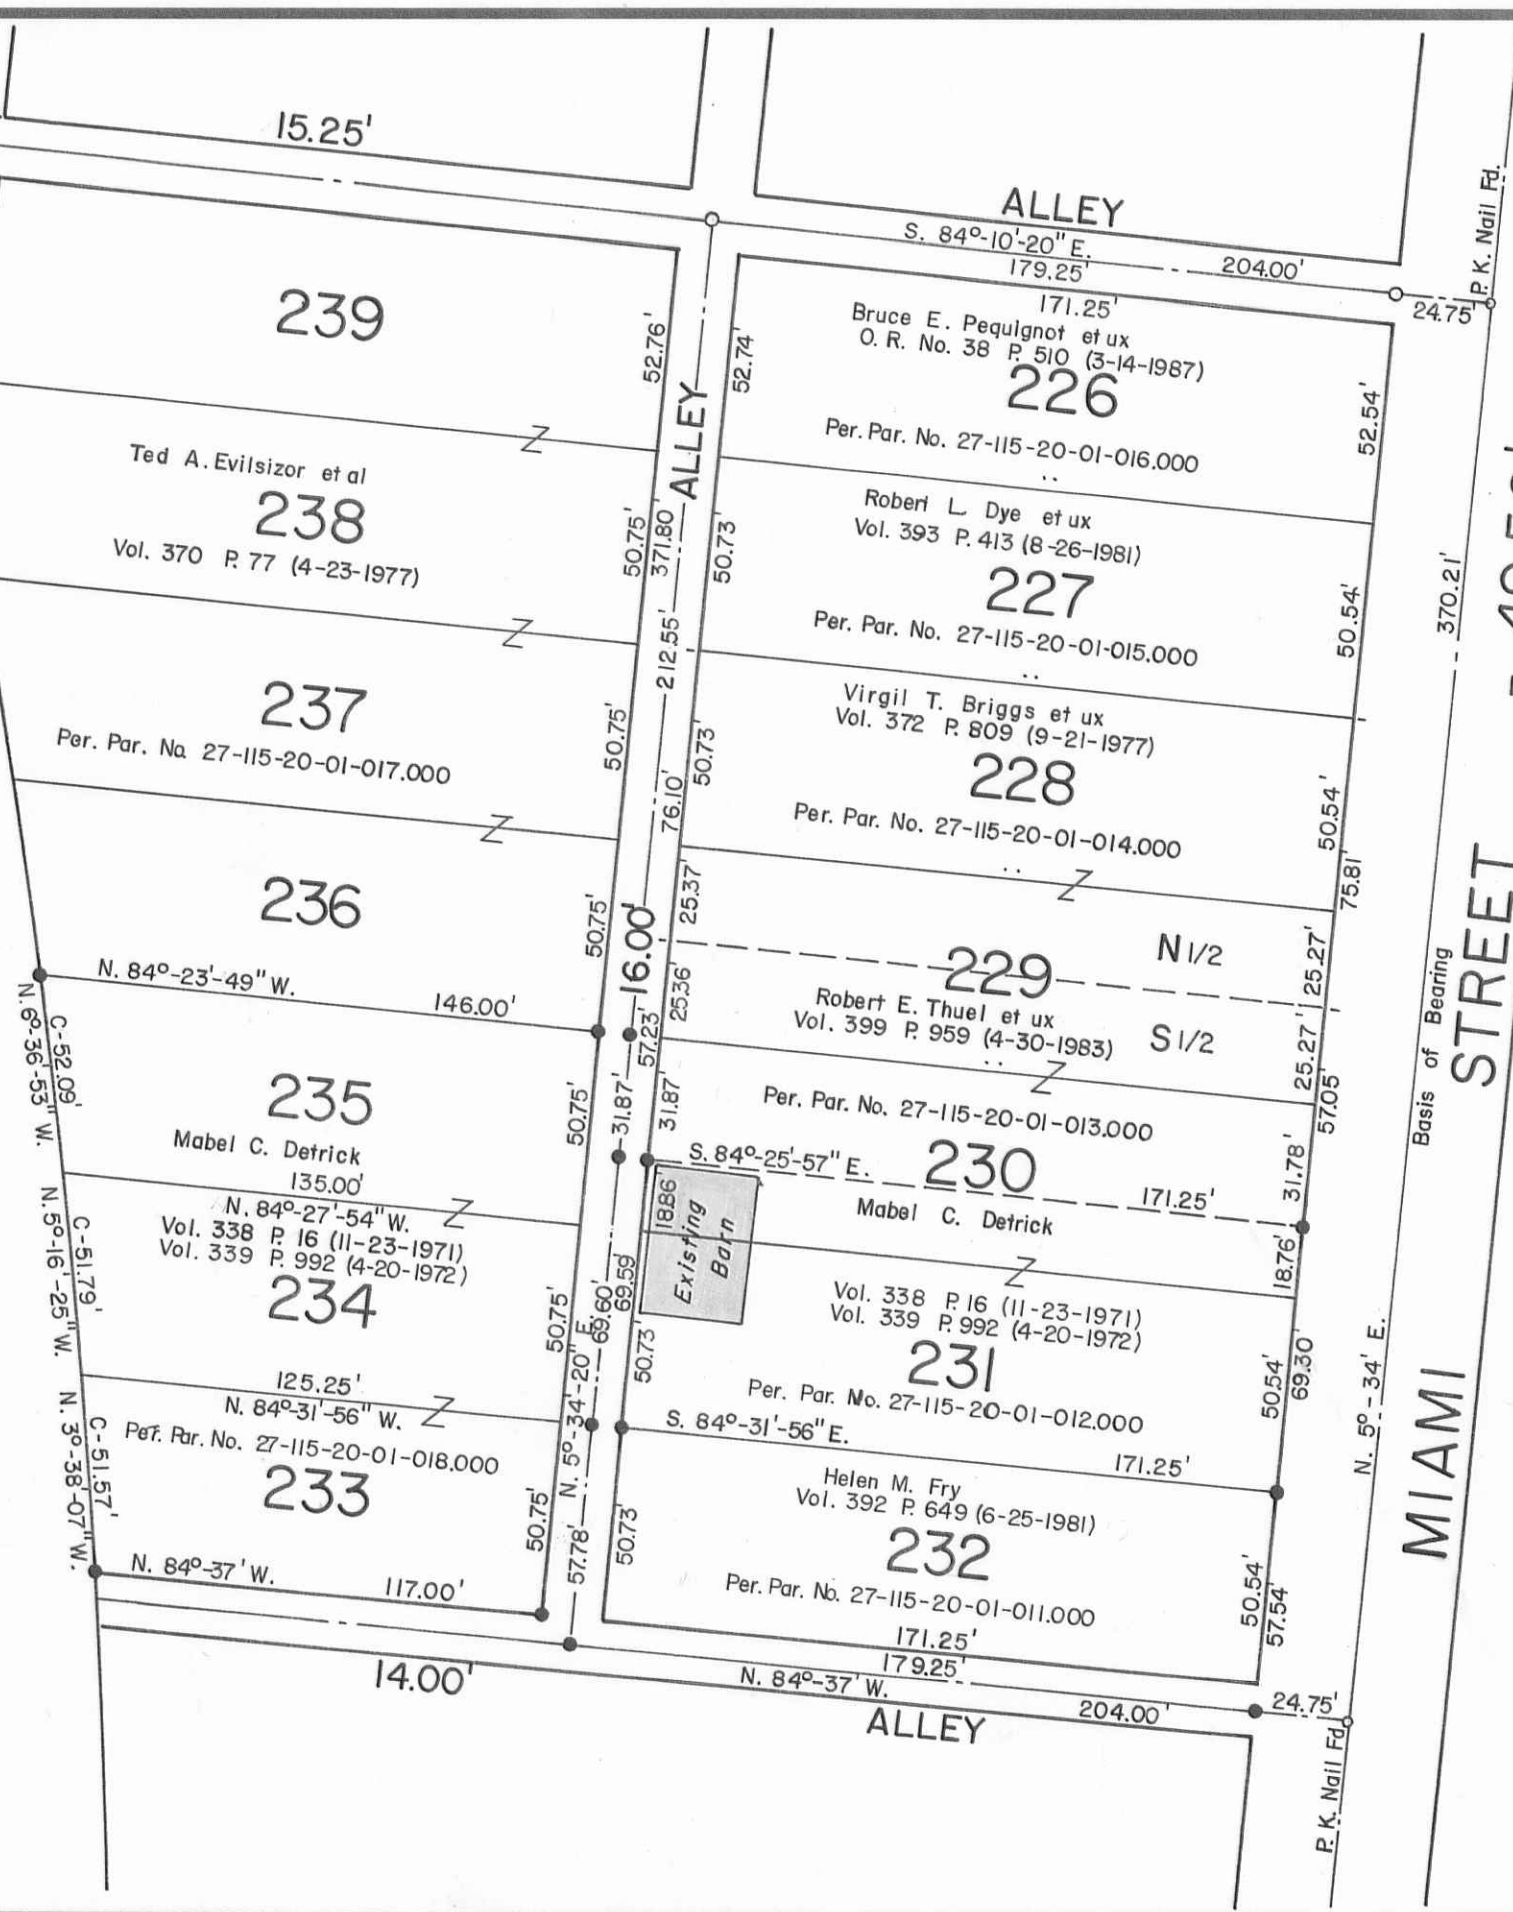 15.25'
ALLEY
S. 84°-10'-20" E.
204.00'
179.25'
171.25'
24.75'
P. K. Nail Fd.
239
52.76'
52.74'
Bruce E. Pequignot et ux
O. R. No. 38 P. 510 (3-14-1987)
226
Per. Par. No. 27-115-20-01-016.000
52.54'
ALLEY
Ted A. Evilsizor et al
238
Vol. 370 P. 77 (4-23-1977)
50.75'
371.80'
50.73'
Robert L. Dye et ux
Vol. 393 P. 413 (8-26-1981)
227
Per. Par. No. 27-115-20-01-015.000
50.54'
370.21'
212.55'
237
Per. Par. No. 27-115-20-01-017.000
50.75'
76.10'
50.73'
Virgil T. Briggs et ux
Vol. 372 P. 809 (9-21-1977)
228
Per. Par. No. 27-115-20-01-014.000
50.54'
75.81'
236
50.75'
16.00'
25.37'
N 1/2
229
25.27'
N. 84°-23'-49" W.
146.00'
25.36'
Robert E. Thuel et ux
Vol. 399 P. 959 (4-30-1983)
S 1/2
25.27'
57.23'
57.05'
Basis of Bearing
MIAMI STREET
C-52.09'
N. 6°-36'-53" W.
235
Mabel C. Detrick
50.75'
31.87'
31.87'
Per. Par. No. 27-115-20-01-013.000
S. 84°-25'-57" E.
230
171.25'
31.78'
135.00'
N. 84°-27'-54" W.
Vol. 338 P. 16 (11-23-1971)
Vol. 339 P. 992 (4-20-1972)
234
C-51.79'
N. 5°-16'-25" W.
50.75'
69.60'
69.59'
18.86'
Existing
Barn
Mabel C. Detrick
18.76'
Vol. 338 P. 16 (11-23-1971)
Vol. 339 P. 992 (4-20-1972)
231
Per. Par. No. 27-115-20-01-012.000
50.73'
50.54'
69.30'
N. 5°-34' E.
125.25'
N. 84°-31'-56" W.
Per. Par. No. 27-115-20-01-018.000
233
C-51.57'
N. 3°-38'-07" W.
50.75'
N. 5°-34'-20" E.
57.78'
S. 84°-31'-56" E.
171.25'
Helen M. Fry
Vol. 392 P. 649 (6-25-1981)
232
Per. Par. No. 27-115-20-01-011.000
50.73'
50.54'
57.54'
N. 84°-37' W.
117.00'
171.25'
179.25'
N. 84°-37' W.
204.00'
24.75'
14.00'
ALLEY
P. K. Nail Fd.